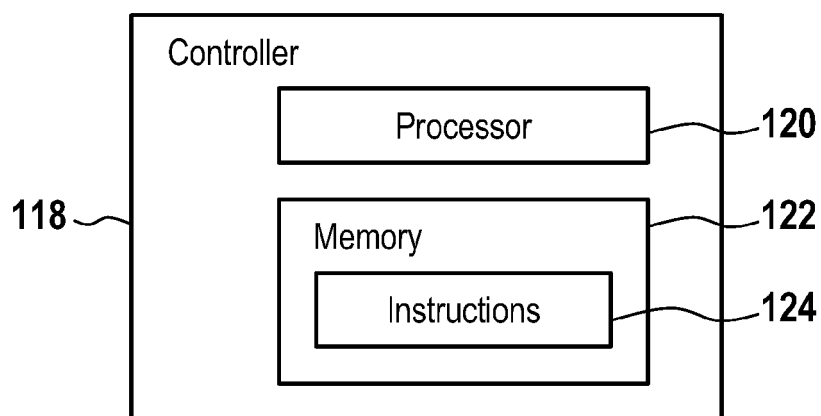 Controller
Processor
120
118
122
Memory
Instructions
124